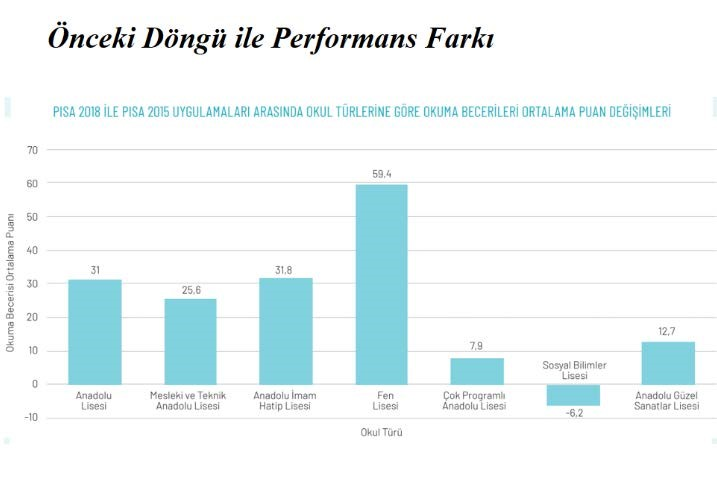 Önceki Döngü ile Performans Farkı
PISA 2018 İLE PISA 2015 UYGULAMALARI ARASINDA OKUL TÜRLERİNE GÖRE OKUMA BECERİLERİ ORTALAMA PUAN DEĞİŞİMLERİ
Okuma Becerisi Ortalama Puanı
70
60
50
40
30
20
10
0
-10
31
25,6
31,8
59,4
7,9
-6,2
12,7
Anadolu
Lisesi
Mesleki ve Teknik
Anadolu Lisesi
Anadolu İmam
Hatip Lisesi
Fen
Lisesi
Çok Programlı
Anadolu Lisesi
Sosyal Bilimler
Lisesi
Anadolu Güzel
Sanatlar Lisesi
Okul Türü